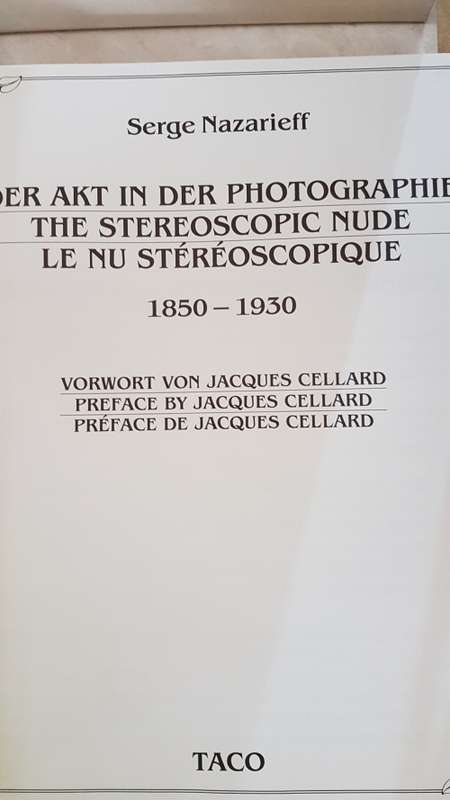 Serge Nazarieff
DER AKT IN DER PHOTOGRAPHIE
THE STEREOSCOPIC NUDE
LE NU STÉRÉOSCOPIQUE
1850 – 1930
VORWORT VON JACQUES CELLARD
PREFACE BY JACQUES CELLARD
PRÉFACE DE JACQUES CELLARD
TACO